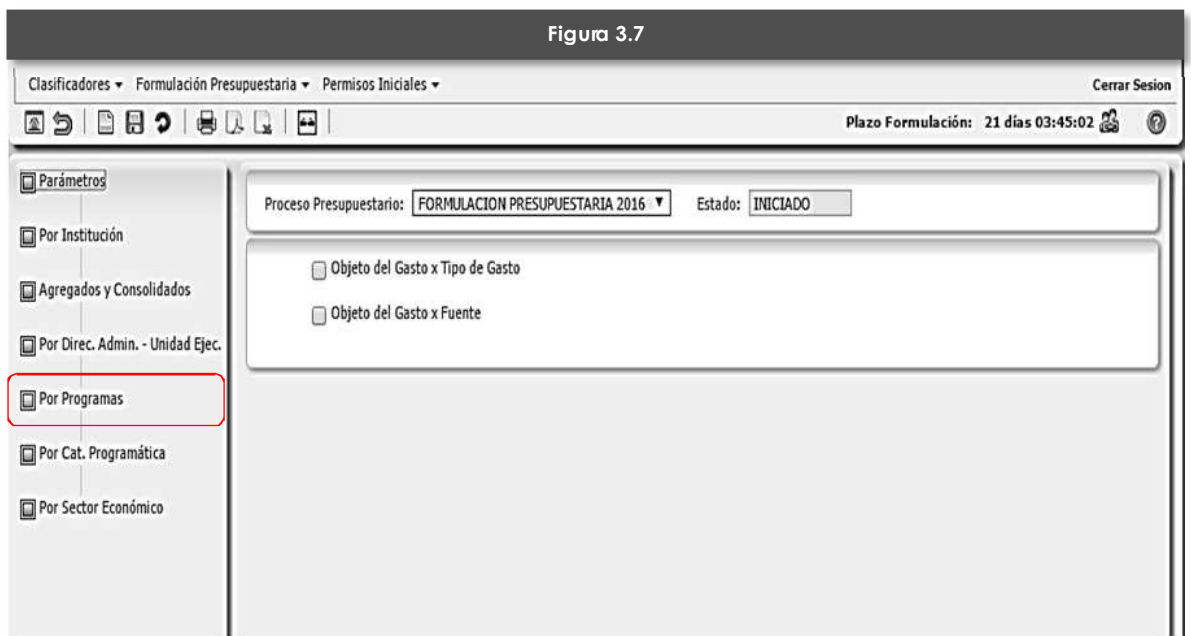 Figura 3.7
Clasificadores Formulación Presupuestaria Permisos Iniciales Cerrar Sesion
Plazo Formulación: 21 días 03:45:02
Parámetros
Proceso Presupuestario: FORMULACION PRESUPUESTARIA 2016 Estado: INICIADO
Por Institución
Objeto del Gasto x Tipo de Gasto
Agregados y Consolidados
Objeto del Gasto x Fuente
Por Direc. Admin. - Unidad Ejec.
Por Programas
Por Cat. Programática
Por Sector Económico